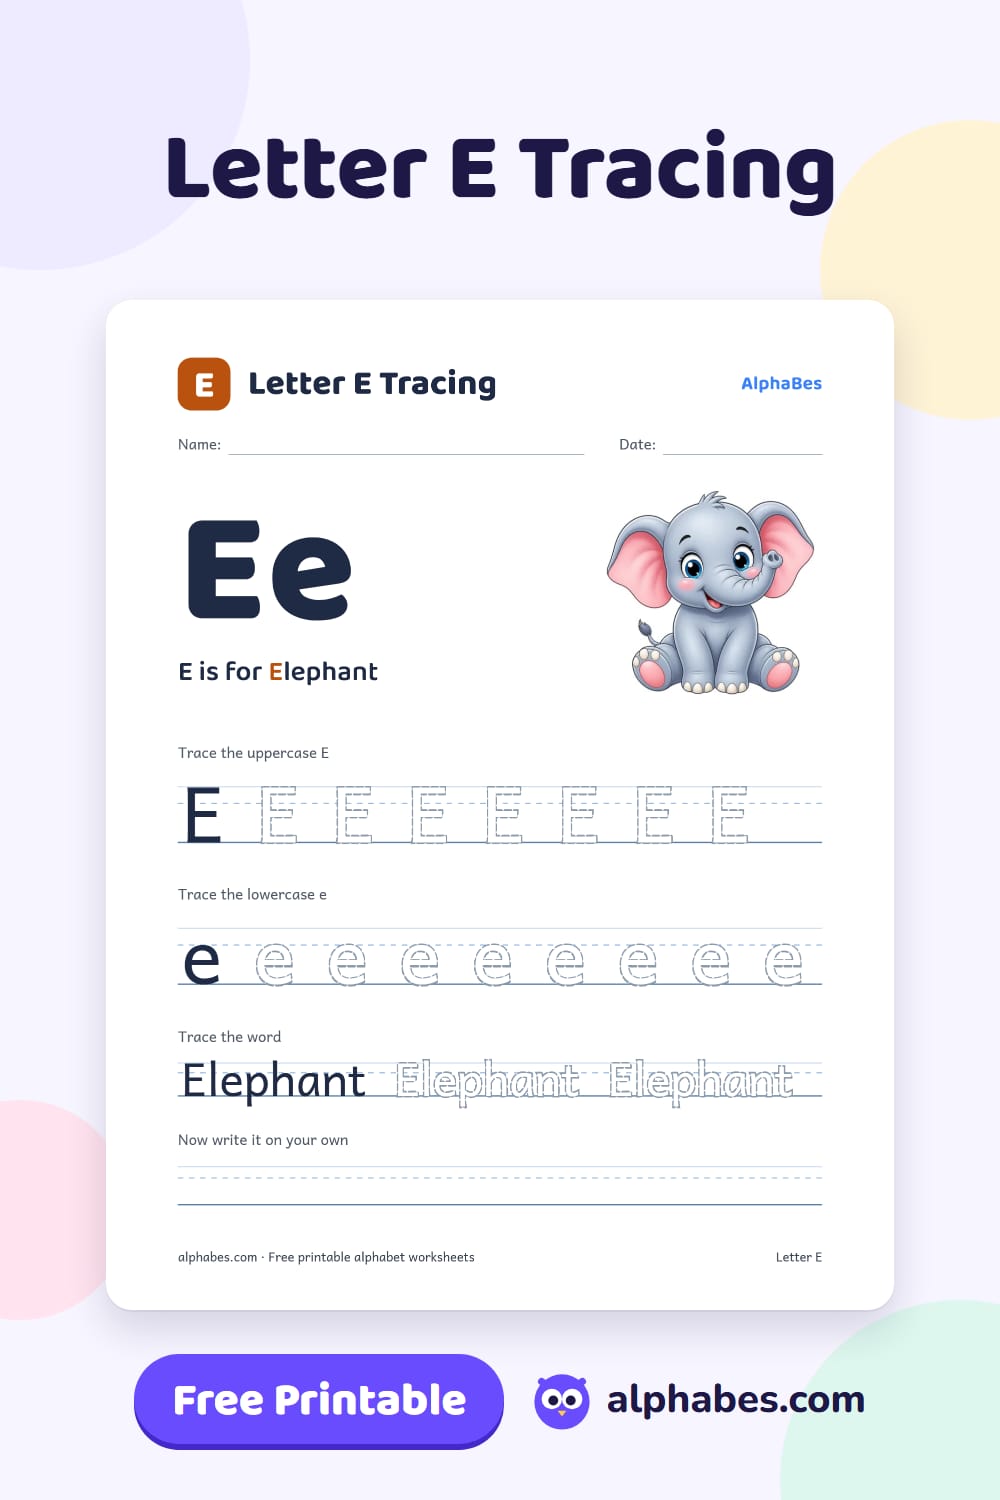 Letter E Tracing
E Letter E Tracing AlphaBes
Name: Date:
Ee
E is for Elephant
Trace the uppercase E
E E E E E E E E
Trace the lowercase e
e e e e e e e e e
Trace the word
Elephant Elephant Elephant
Now write it on your own
alphabes.com · Free printable alphabet worksheets Letter E
Free Printable alphabes.com